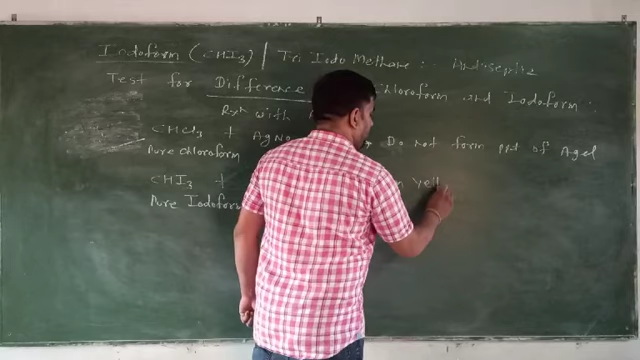 Iodoform (CHI3) | Tri Iodo Methane :- Antiseptic
Test for Difference Chloroform and Iodoform :-
Rxn with
CHCl3 + AgNo Do not form ppt of Agcl
Pure Chloroform
CHI3 + yell
Pure Iodoform